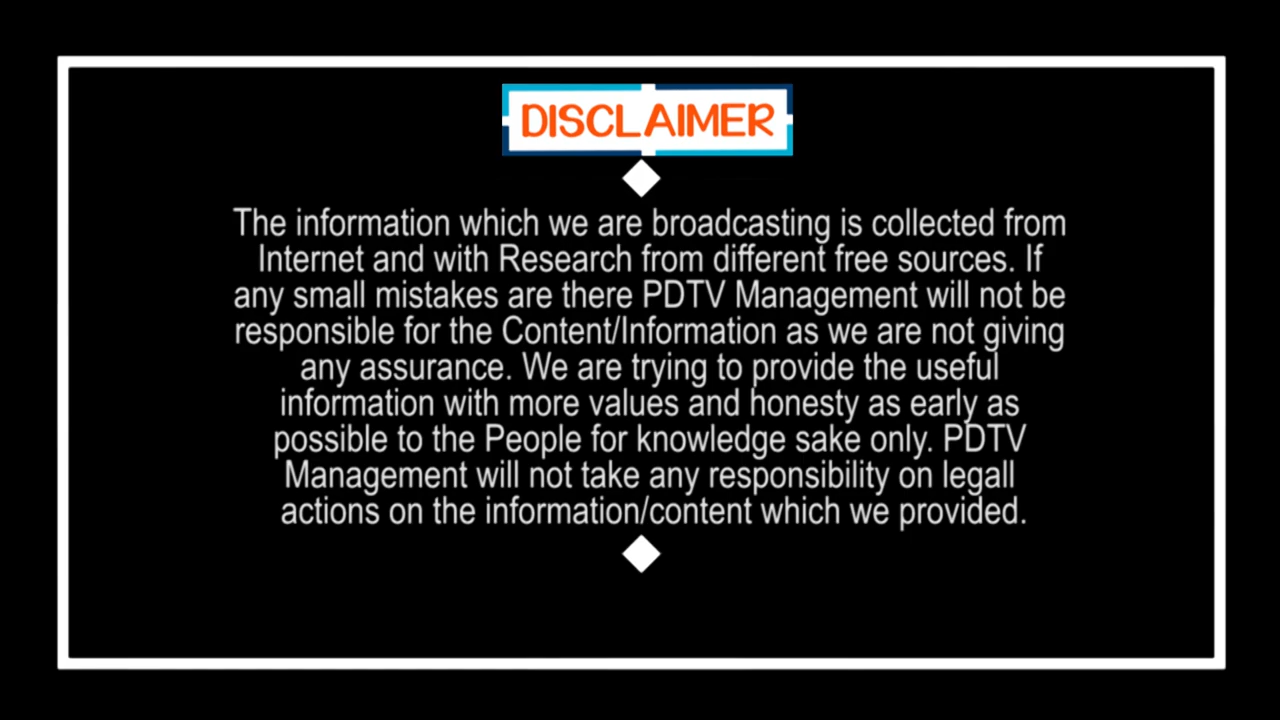 DISCLAIMER
The information which we are broadcasting is collected from
Internet and with Research from different free sources. If
any small mistakes are there PDTV Management will not be
responsible for the Content/Information as we are not giving
any assurance. We are trying to provide the useful
information with more values and honesty as early as
possible to the People for knowledge sake only. PDTV
Management will not take any responsibility on legall
actions on the information/content which we provided.